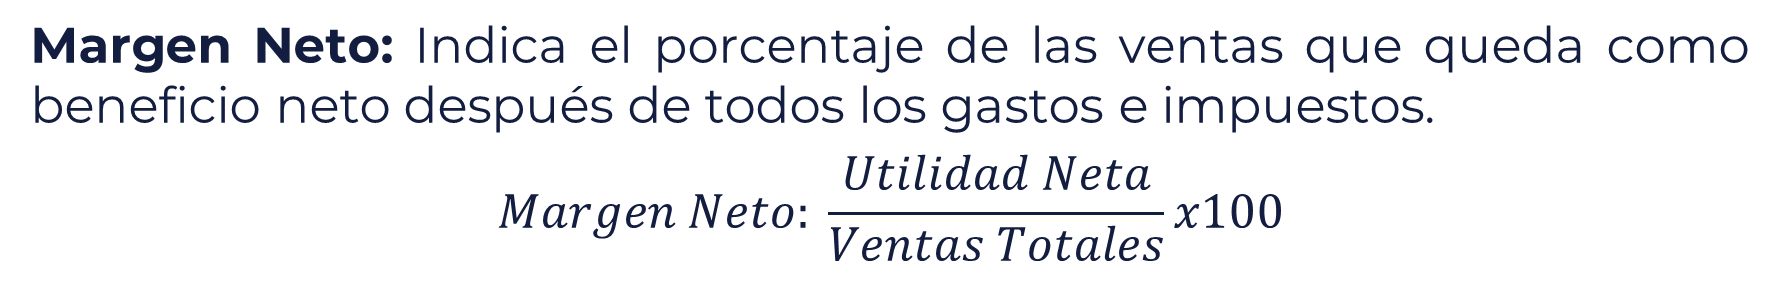 Margen Neto: Indica el porcentaje de las ventas que queda como
beneficio neto después de todos los gastos e impuestos.
Utilidad Neta
Margen Neto: x100
Ventas Totales